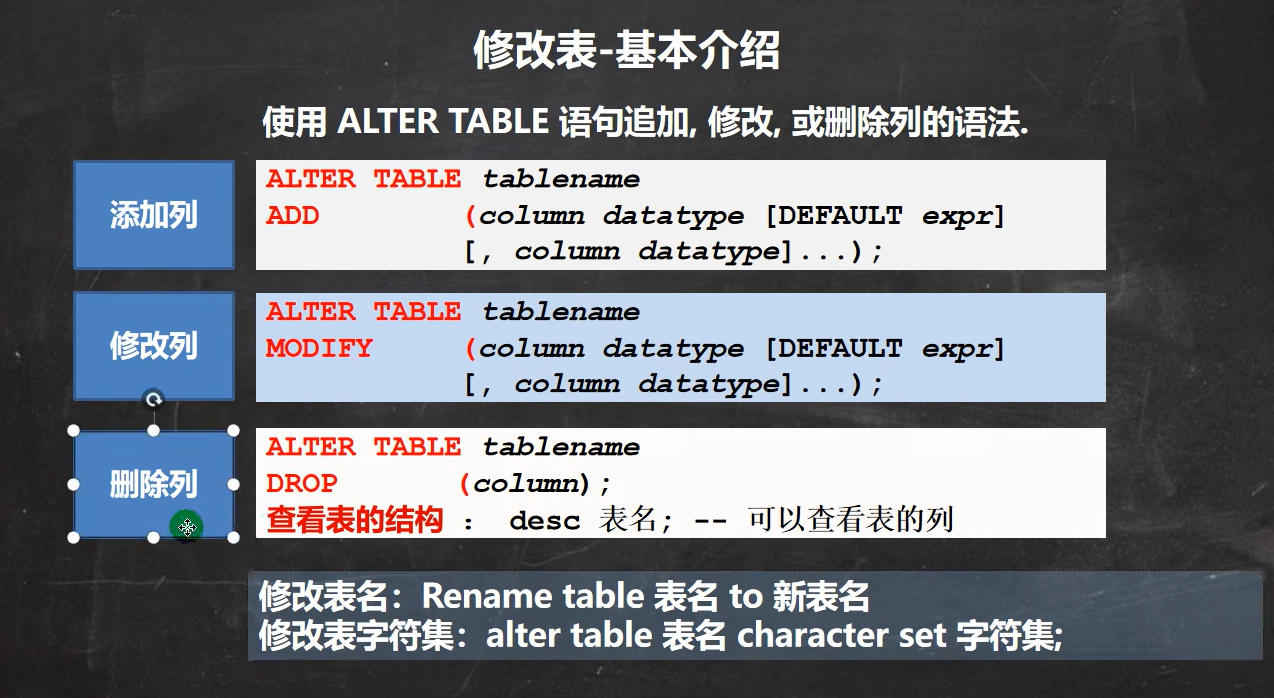 修改表-基本介绍
使用 ALTER TABLE 语句追加, 修改, 或删除列的语法.
添加列
ALTER TABLE tablename
ADD (column datatype [DEFAULT expr]
[, column datatype]...);
修改列
ALTER TABLE tablename
MODIFY (column datatype [DEFAULT expr]
[, column datatype]...);
删除列
ALTER TABLE tablename
DROP (column);
查看表的结构 : desc 表名; -- 可以查看表的列
修改表名：Rename table 表名 to 新表名
修改表字符集：alter table 表名 character set 字符集;